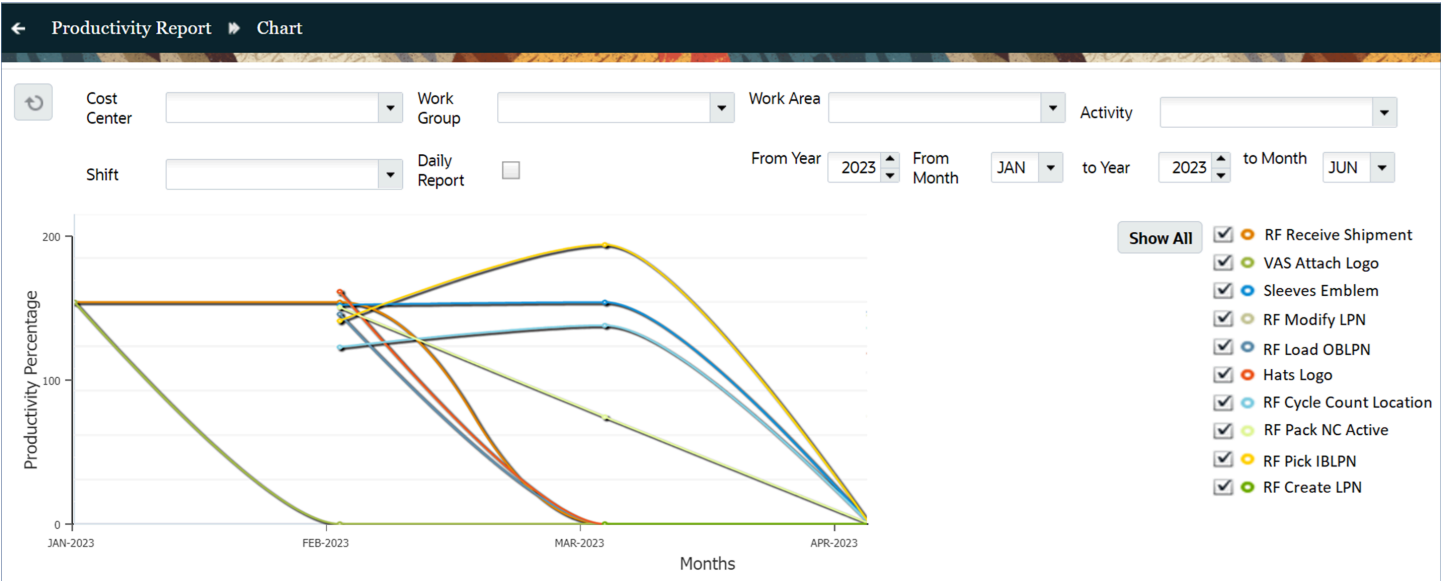 Productivity Report
Chart
Cost Center
Work Group
Work Area
Activity
Shift
Daily Report
From Year 2023
From Month JAN
to Year 2023
to Month JUN
Show All
RF Receive Shipment
VAS Attach Logo
Sleeves Emblem
RF Modify LPN
RF Load OBLPN
Hats Logo
RF Cycle Count Location
RF Pack NC Active
RF Pick IBLPN
RF Create LPN
Productivity Percentage
200
100
0
JAN-2023
FEB-2023
MAR-2023
APR-2023
Months